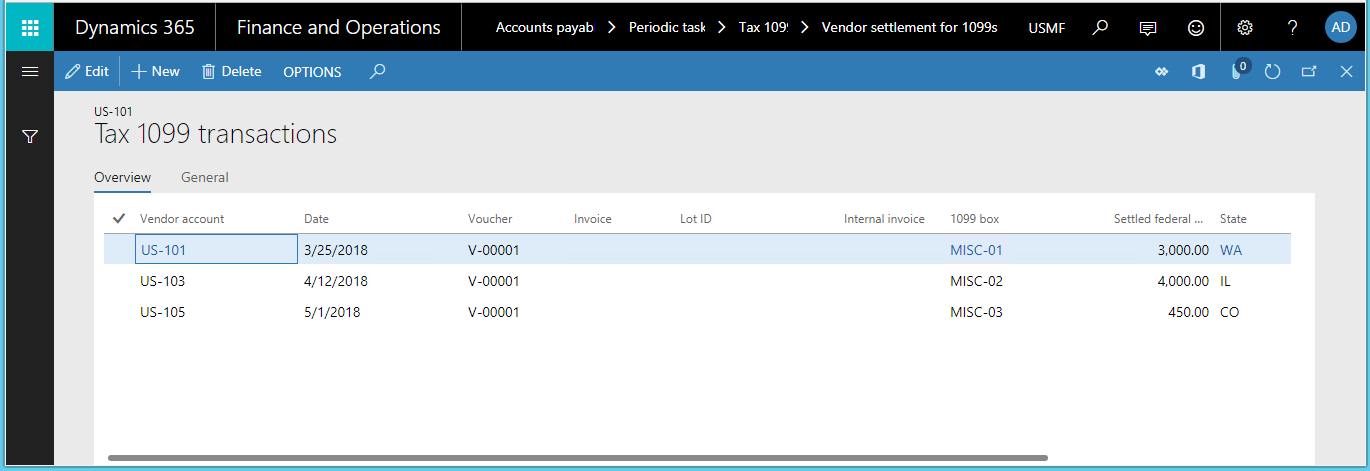 Dynamics 365 Finance and Operations Accounts payab Periodic task Tax 109 Vendor settlement for 1099s USMF ? AD
Edit New Delete OPTIONS 0
US-101
Tax 1099 transactions
Overview General
Vendor account Date Voucher Invoice Lot ID Internal invoice 1099 box Settled federal ... State
US-101 3/25/2018 V-00001 MISC-01 3,000.00 WA
US-103 4/12/2018 V-00001 MISC-02 4,000.00 IL
US-105 5/1/2018 V-00001 MISC-03 450.00 CO